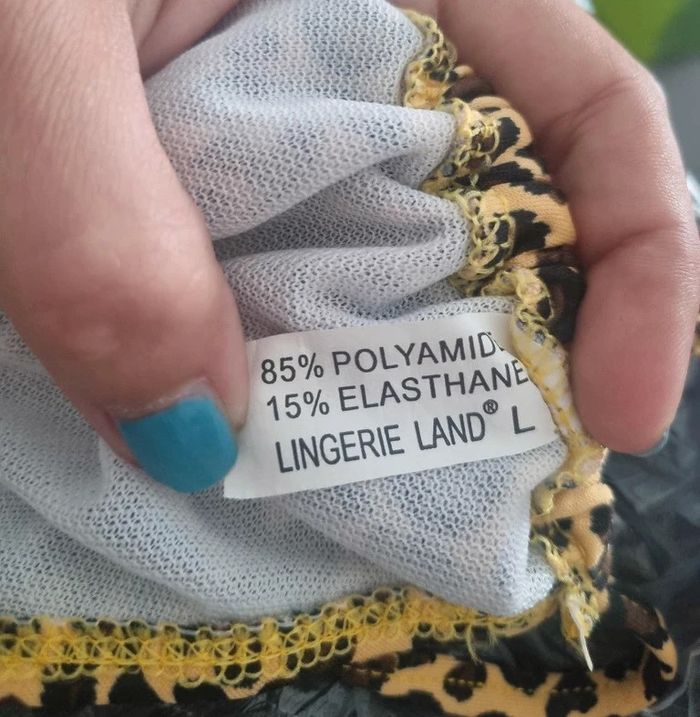 85% POLYAMID
15% ELASTHANE
LINGERIE LAND® L